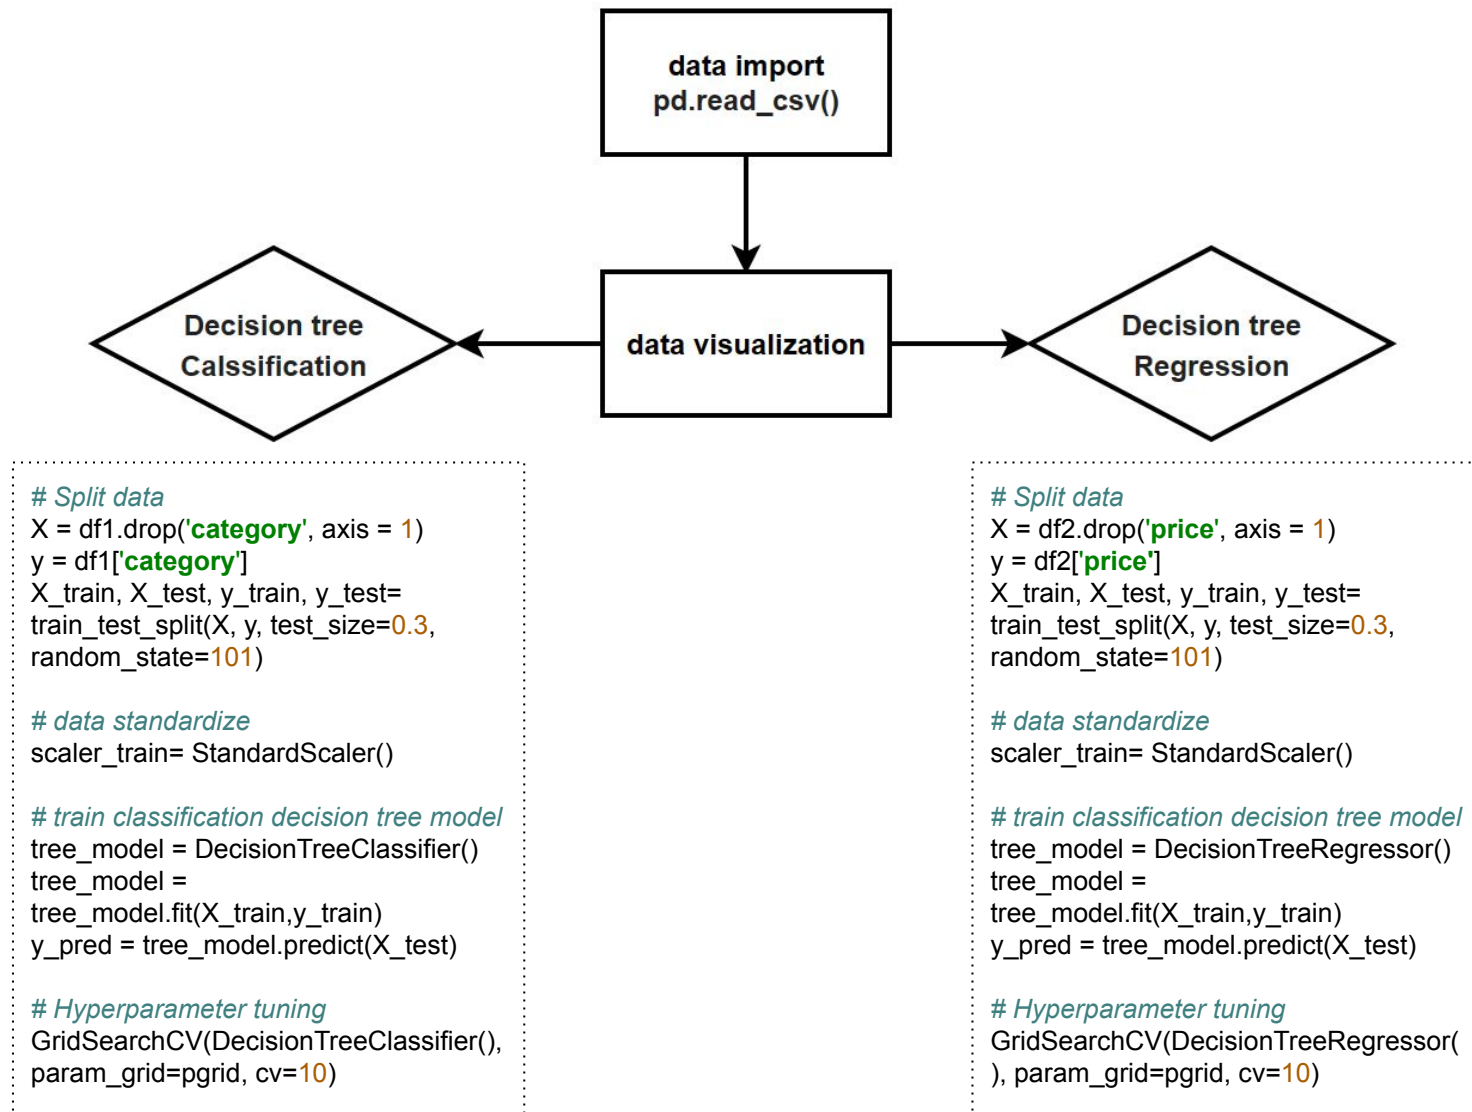 data import
pd.read_csv()
Decision tree
Calssification
data visualization
Decision tree
Regression
# Split data
X = df1.drop('category', axis = 1)
y = df1['category']
X_train, X_test, y_train, y_test=
train_test_split(X, y, test_size=0.3,
random_state=101)
# data standardize
scaler_train= StandardScaler()
# train classification decision tree model
tree_model = DecisionTreeClassifier()
tree_model =
tree_model.fit(X_train,y_train)
y_pred = tree_model.predict(X_test)
# Hyperparameter tuning
GridSearchCV(DecisionTreeClassifier(),
param_grid=pgrid, cv=10)
# Split data
X = df2.drop('price', axis = 1)
y = df2['price']
X_train, X_test, y_train, y_test=
train_test_split(X, y, test_size=0.3,
random_state=101)
# data standardize
scaler_train= StandardScaler()
# train classification decision tree model
tree_model = DecisionTreeRegressor()
tree_model =
tree_model.fit(X_train,y_train)
y_pred = tree_model.predict(X_test)
# Hyperparameter tuning
GridSearchCV(DecisionTreeRegressor(
), param_grid=pgrid, cv=10)